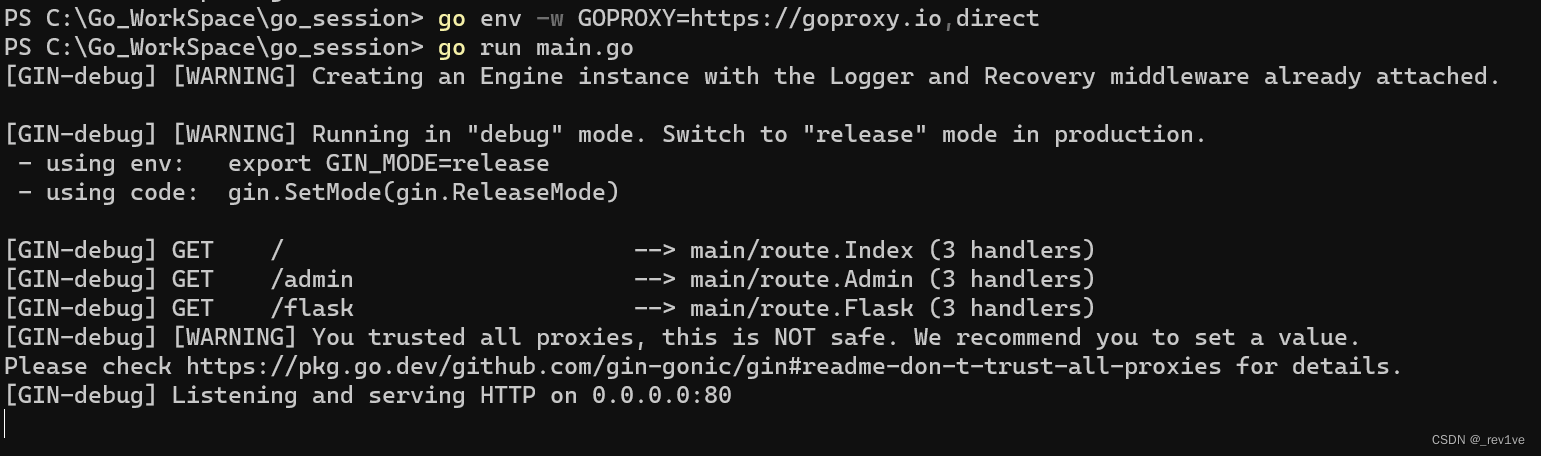 PS C:\Go_WorkSpace\go_session> go env -w GOPROXY=https://goproxy.io,direct
PS C:\Go_WorkSpace\go_session> go run main.go
[GIN-debug] [WARNING] Creating an Engine instance with the Logger and Recovery middleware already attached.
[GIN-debug] [WARNING] Running in "debug" mode. Switch to "release" mode in production.
 - using env:   export GIN_MODE=release
 - using code:  gin.SetMode(gin.ReleaseMode)
[GIN-debug] GET    /                         --> main/route.Index (3 handlers)
[GIN-debug] GET    /admin                    --> main/route.Admin (3 handlers)
[GIN-debug] GET    /flask                    --> main/route.Flask (3 handlers)
[GIN-debug] [WARNING] You trusted all proxies, this is NOT safe. We recommend you to set a value.
Please check https://pkg.go.dev/github.com/gin-gonic/gin#readme-don-t-trust-all-proxies for details.
[GIN-debug] Listening and serving HTTP on 0.0.0.0:80
CSDN @_rev1ve